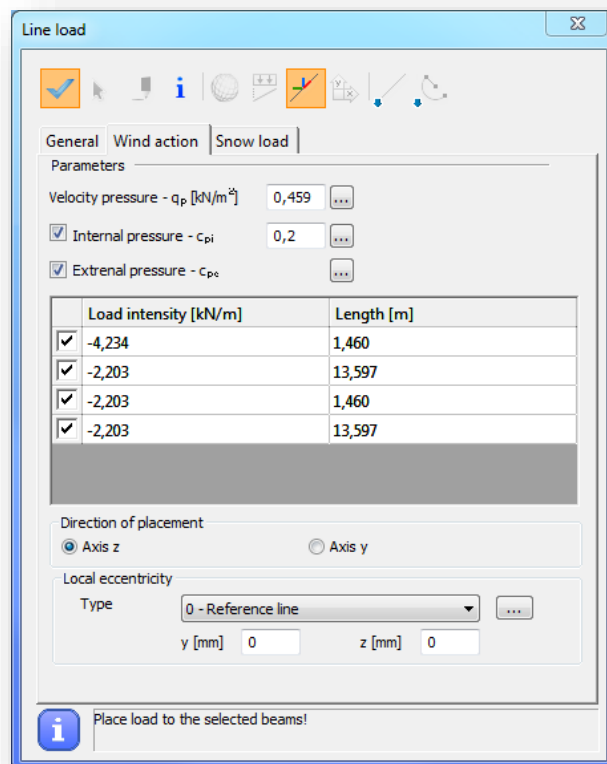 Line load
General Wind action Snow load
Parameters
Velocity pressure - qp [kN/m²] 0,459 ...
Internal pressure - cpi 0,2 ...
Extrenal pressure - cpe ...
Load intensity [kN/m] Length [m]
-4,234 1,460
-2,203 13,597
-2,203 1,460
-2,203 13,597
Direction of placement
Axis z Axis y
Local eccentricity
Type 0 - Reference line ...
y [mm] 0 z [mm] 0
Place load to the selected beams!